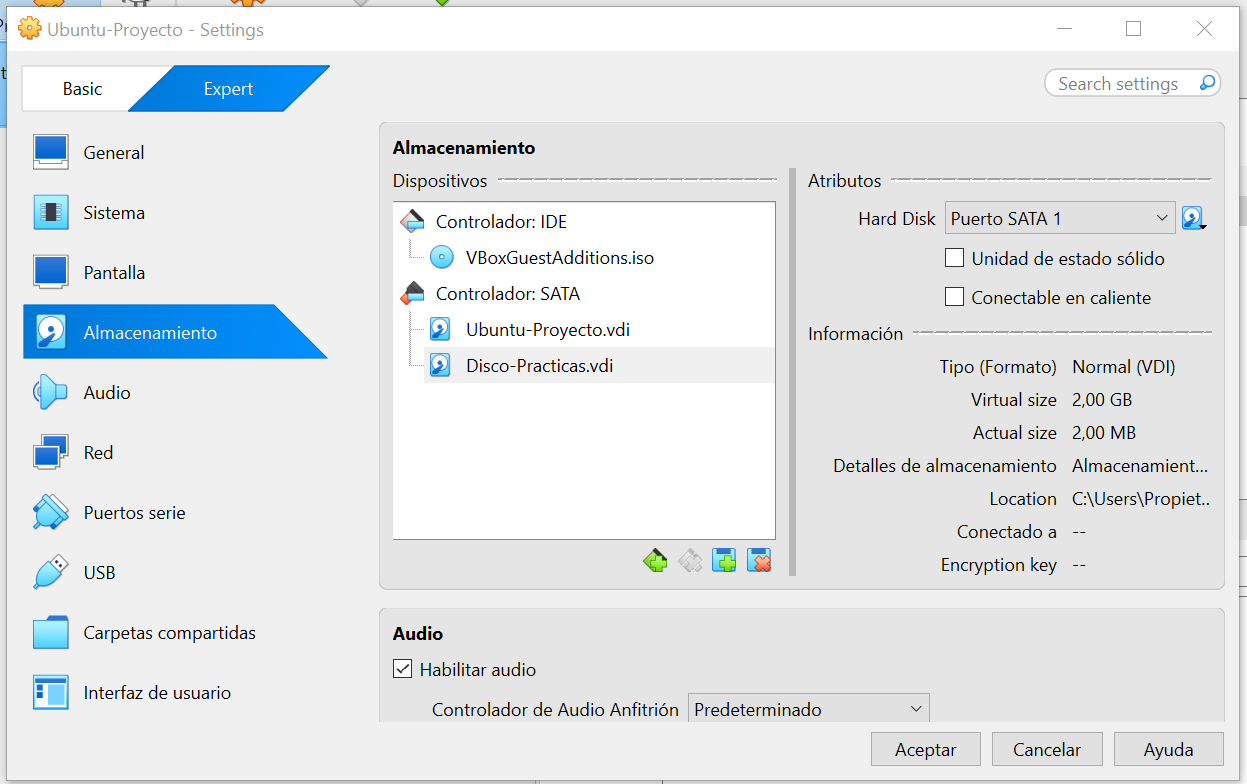 Ubuntu-Proyecto - Settings
Basic
Expert
Search settings
General
Sistema
Pantalla
Almacenamiento
Audio
Red
Puertos serie
USB
Carpetas compartidas
Interfaz de usuario
Almacenamiento
Dispositivos
Controlador: IDE
VBoxGuestAdditions.iso
Controlador: SATA
Ubuntu-Proyecto.vdi
Disco-Practicas.vdi
Atributos
Hard Disk Puerto SATA 1
Unidad de estado sólido
Conectable en caliente
Información
Tipo (Formato) Normal (VDI)
Virtual size 2,00 GB
Actual size 2,00 MB
Detalles de almacenamiento Almacenamient...
Location C:\Users\Propiet..
Conectado a --
Encryption key --
Audio
Habilitar audio
Controlador de Audio Anfitrión Predeterminado
Aceptar
Cancelar
Ayuda